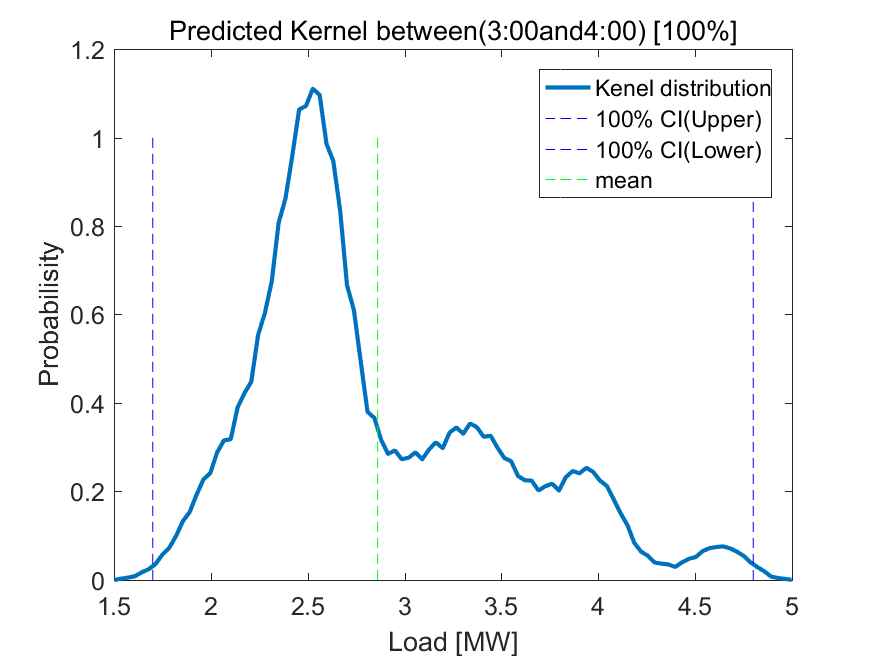 Predicted Kernel between(3:00and4:00) [100%]
1.2
1
0.8
0.6
0.4
0.2
0
Probabilisity
Kenel distribution
100% CI(Upper)
100% CI(Lower)
mean
1.5 2 2.5 3 3.5 4 4.5 5
Load [MW]